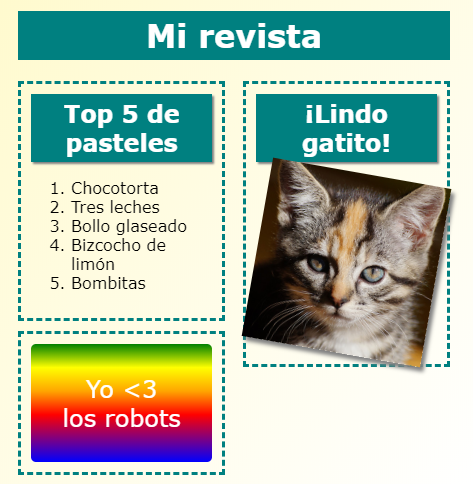 Mi revista
Top 5 de
pasteles
1. Chocotorta
2. Tres leches
3. Bollo glaseado
4. Bizcocho de
limón
5. Bombitas
Yo <3
los robots
¡Lindo
gatito!